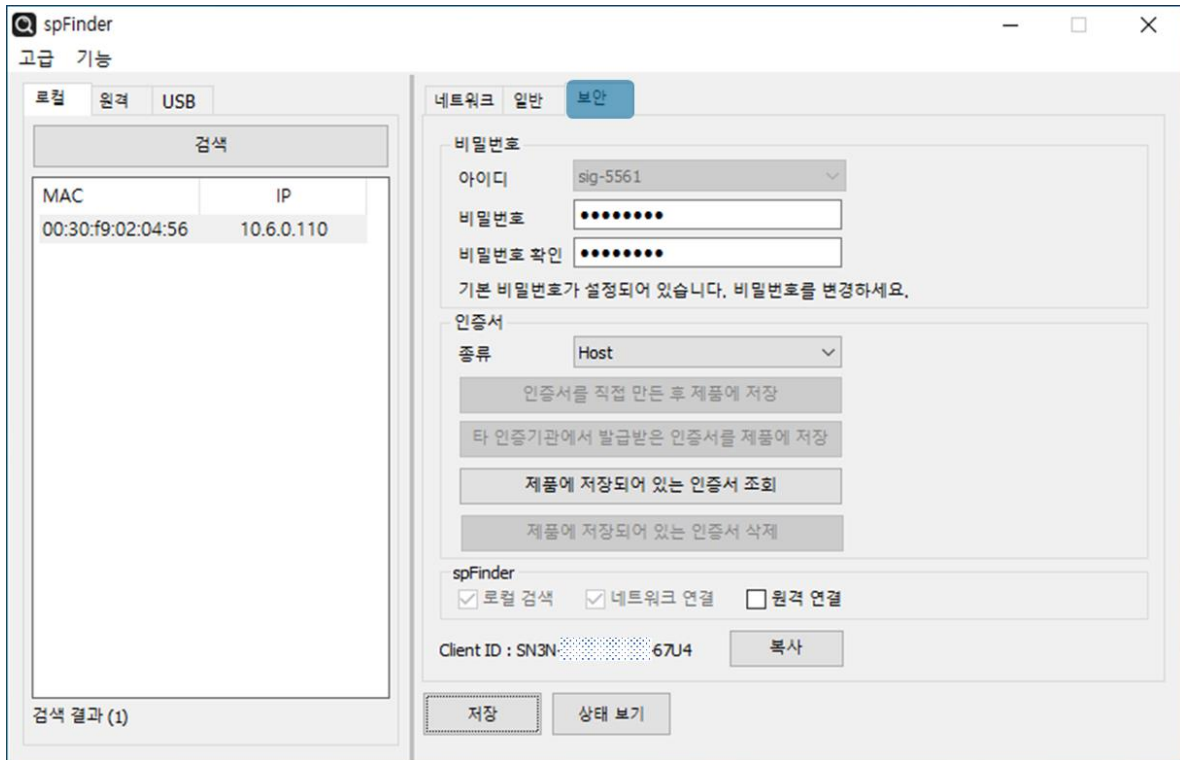 spFinder
고급 기능
로컬 원격 USB
검색
MAC IP
00:30:f9:02:04:56 10.6.0.110
검색 결과 (1)
네트워크 일반 보안
비밀번호
아이디 sig-5561
비밀번호 ●●●●●●●●
비밀번호 확인 ●●●●●●●●
기본 비밀번호가 설정되어 있습니다. 비밀번호를 변경하세요.
인증서
종류 Host
인증서를 직접 만든 후 제품에 저장
타 인증기관에서 발급받은 인증서를 제품에 저장
제품에 저장되어 있는 인증서 조회
제품에 저장되어 있는 인증서 삭제
spFinder
로컬 검색 네트워크 연결 원격 연결
Client ID : SN3N- -67U4 복사
저장 상태 보기